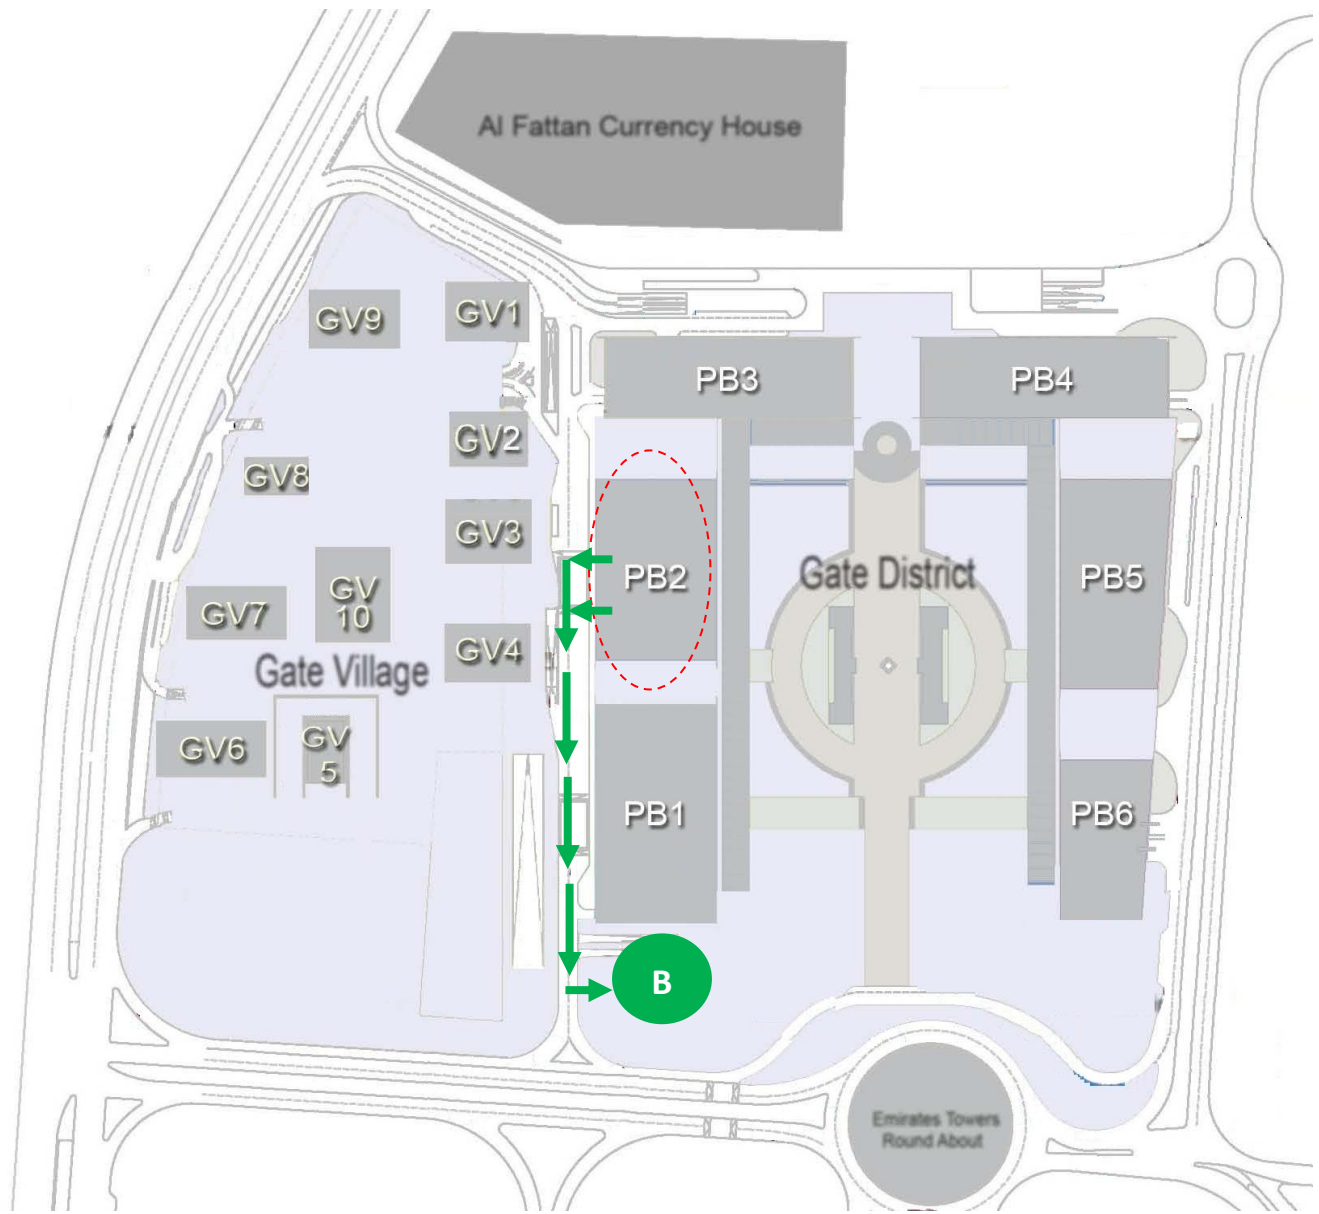 Al Fattan Currency House
GV9
GV1
PB3
PB4
GV2
GV8
GV3
PB2
Gate District
PB5
GV
10
GV7
GV4
Gate Village
GV6
GV
5
PB1
PB6
B
Emirates Towers
Round About